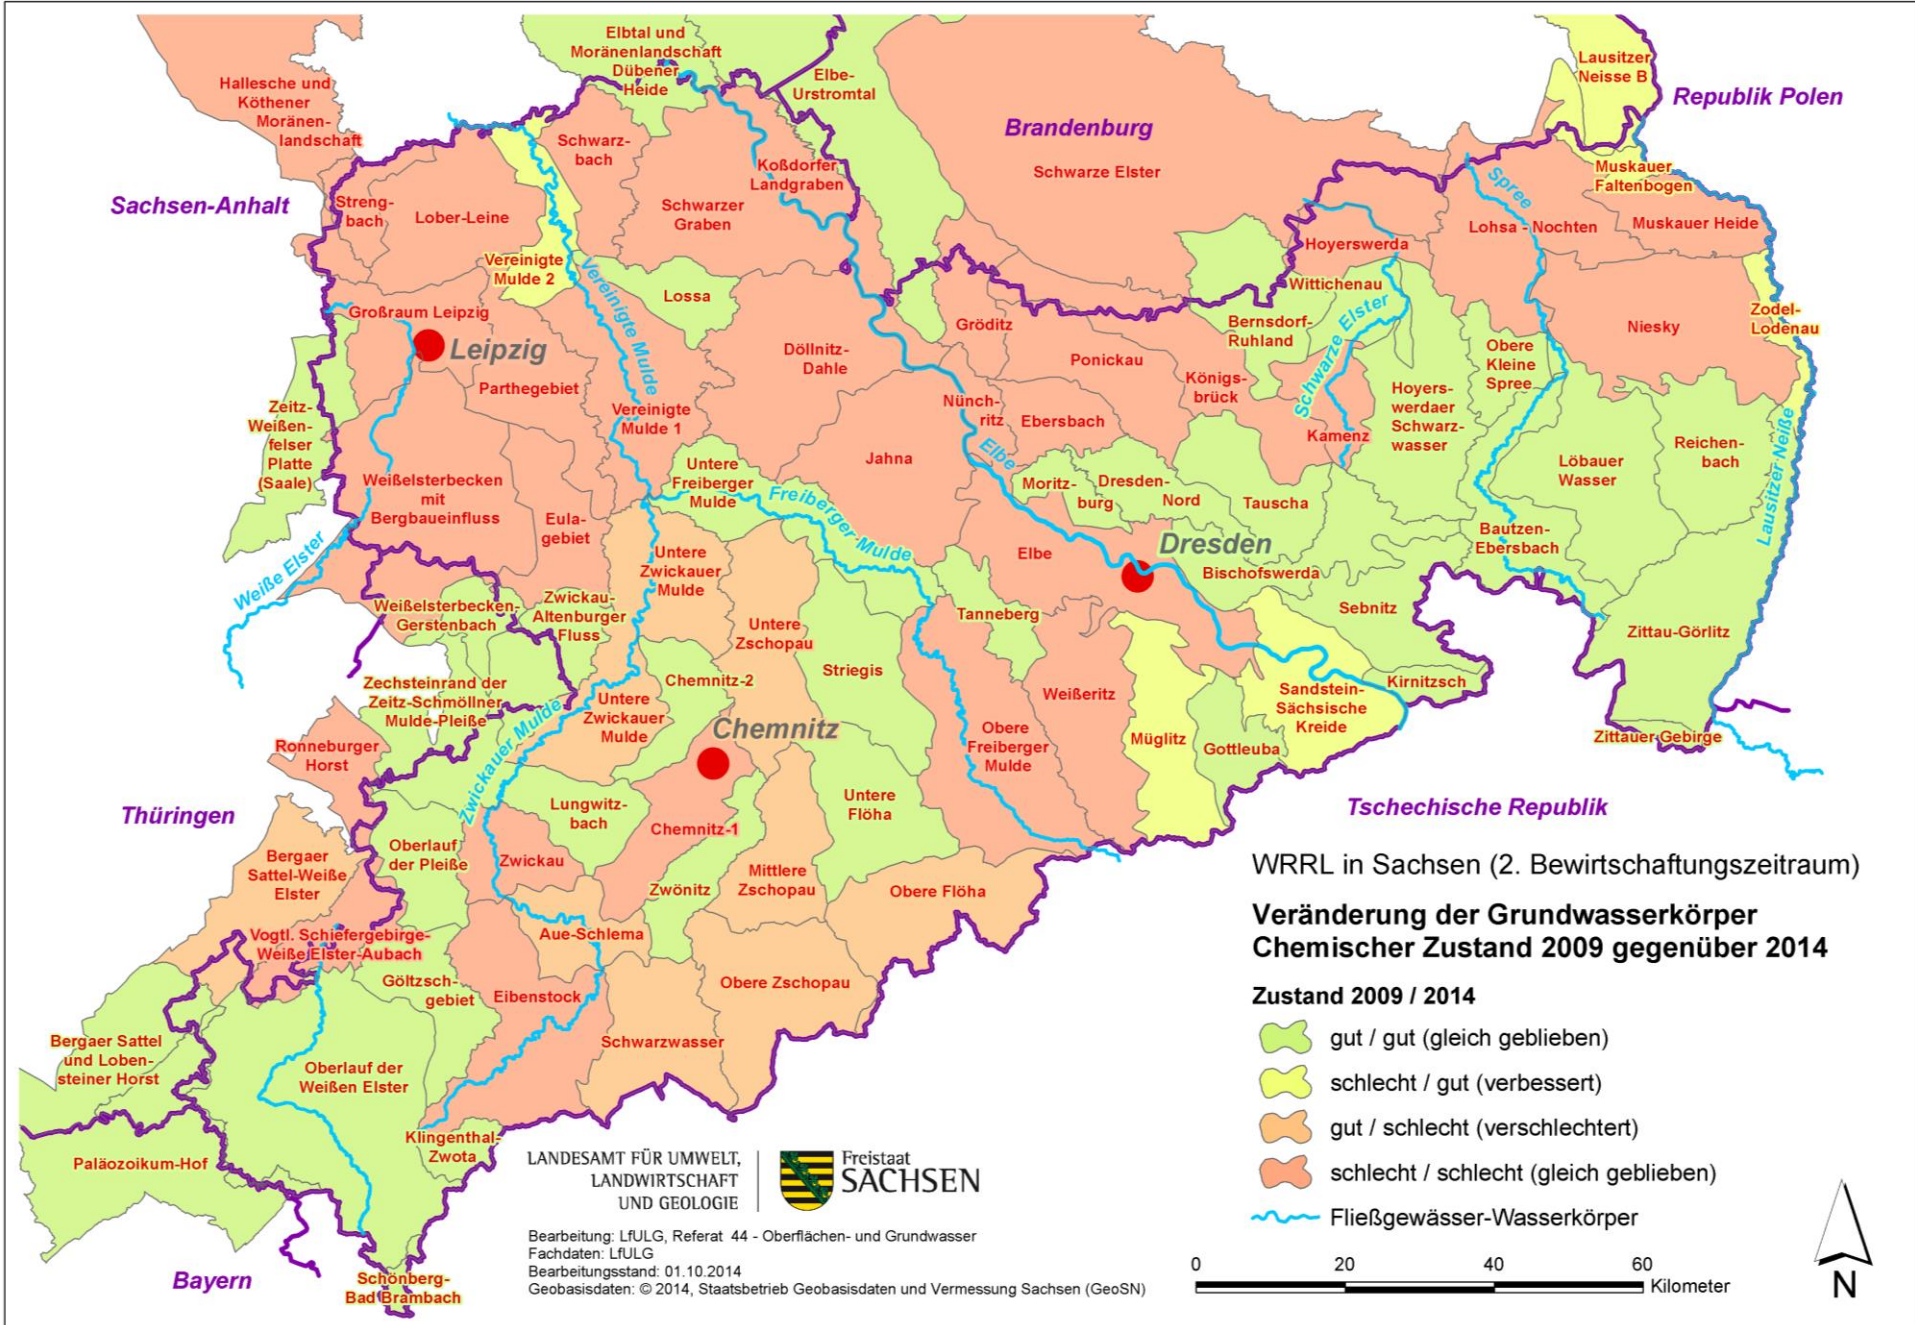 Elbtal und
Moränenlandschaft
Dübener
Heide
Elbe-
Urstromtal
Lausitzer
Neisse B
Republik Polen
Hallesche und
Köthener
Moränen-
landschaft
Brandenburg
Schwarze Elster
Schwarz-
bach
Koßdorfer
Landgraben
Muskauer
Faltenbogen
Spree
Sachsen-Anhalt
Streng-
bach
Lober-Leine
Schwarzer
Graben
Lohsa - Nochten
Muskauer Heide
Hoyerswerda
Vereinigte
Mulde 2
Vereinigte Mulde
Lossa
Wittichenau
Großraum Leipzig
Leipzig
Gröditz
Bernsdorf-
Ruhland
Schwarze Elster
Zodel-
Lodenau
Niesky
Döllnitz-
Dahle
Ponickau
Obere
Kleine
Spree
Parthegebiet
Königs-
brück
Hoyers-
werdaer
Schwarz-
wasser
Zeitz-
Weißen-
felser
Platte
(Saale)
Vereinigte
Mulde 1
Nünch-
ritz
Ebersbach
Kamenz
Lausitzer Neiße
Jahna
Elbe
Reichen-
bach
Löbauer
Wasser
Weißelsterbecken
mit
Bergbaueinfluss
Untere
Freiberger
Mulde
Freiberger Mulde
Moritz-
burg
Dresden-
Nord
Tauscha
Eula-
gebiet
Bautzen-
Ebersbach
Weiße Elster
Untere
Zwickauer
Mulde
Elbe
Dresden
Bischofswerda
Weißelsterbecken-
Gerstenbach
Zwickau-
Altenburger
Fluss
Tanneberg
Sebnitz
Untere
Zschopau
Zittau-Görlitz
Striegis
Chemnitz-2
Zechsteinrand der
Zeitz-Schmöllner
Mulde-Pleiße
Untere
Zwickauer
Mulde
Weißeritz
Sandstein-
Sächsische
Kreide
Kirnitzsch
Zwickauer Mulde
Chemnitz
Obere
Freiberger
Mulde
Müglitz
Gottleuba
Zittauer Gebirge
Ronneburger
Horst
Thüringen
Lungwitz-
bach
Chemnitz-1
Untere
Flöha
Tschechische Republik
Oberlauf
der Pleiße
Bergaer
Sattel-Weiße
Elster
Zwickau
Zwönitz
Mittlere
Zschopau
Obere Flöha
Vogtl. Schiefergebirge-
Weiße Elster-Aubach
Aue-Schlema
Göltzsch-
gebiet
Eibenstock
Obere Zschopau
Bergaer Sattel
und Loben-
steiner Horst
Oberlauf der
Weißen Elster
Schwarzwasser
Klingenthal-
Zwota
Paläozoikum-Hof
Bayern
Schönberg-
Bad Brambach
WRRL in Sachsen (2. Bewirtschaftungszeitraum)
Veränderung der Grundwasserkörper
Chemischer Zustand 2009 gegenüber 2014
Zustand 2009 / 2014
gut / gut (gleich geblieben)
schlecht / gut (verbessert)
gut / schlecht (verschlechtert)
schlecht / schlecht (gleich geblieben)
Fließgewässer-Wasserkörper
0 20 40 60
Kilometer
N
LANDESAMT FÜR UMWELT,
LANDWIRTSCHAFT
UND GEOLOGIE
Freistaat
SACHSEN
Bearbeitung: LfULG, Referat 44 - Oberflächen- und Grundwasser
Fachdaten: LfULG
Bearbeitungsstand: 01.10.2014
Geobasisdaten: © 2014, Staatsbetrieb Geobasisdaten und Vermessung Sachsen (GeoSN)